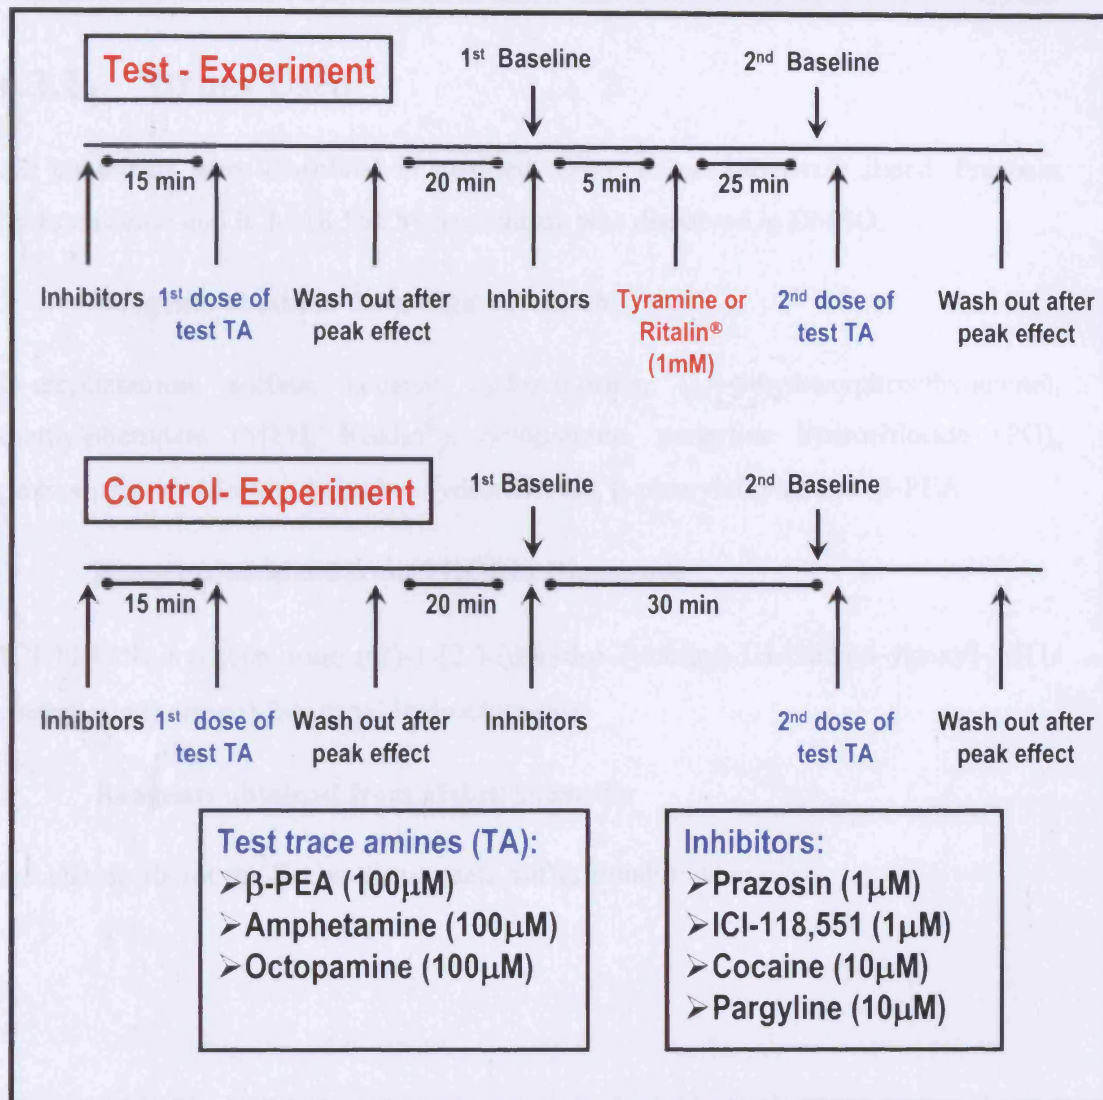 Test - Experiment
1st Baseline
2nd Baseline
15 min
20 min
5 min
25 min
Inhibitors
1st dose of
test TA
Wash out after
peak effect
Inhibitors
Tyramine or
Ritalin®
(1mM)
2nd dose of
test TA
Wash out after
peak effect
Control- Experiment
1st Baseline
2nd Baseline
15 min
20 min
30 min
Inhibitors
1st dose of
test TA
Wash out after
peak effect
Inhibitors
2nd dose of
test TA
Wash out after
peak effect
Test trace amines (TA):
➢β-PEA (100μM)
➢Amphetamine (100μM)
➢Octopamine (100μM)
Inhibitors:
➢Prazosin (1μM)
➢ICI-118,551 (1μM)
➢Cocaine (10μM)
➢Pargyline (10μM)